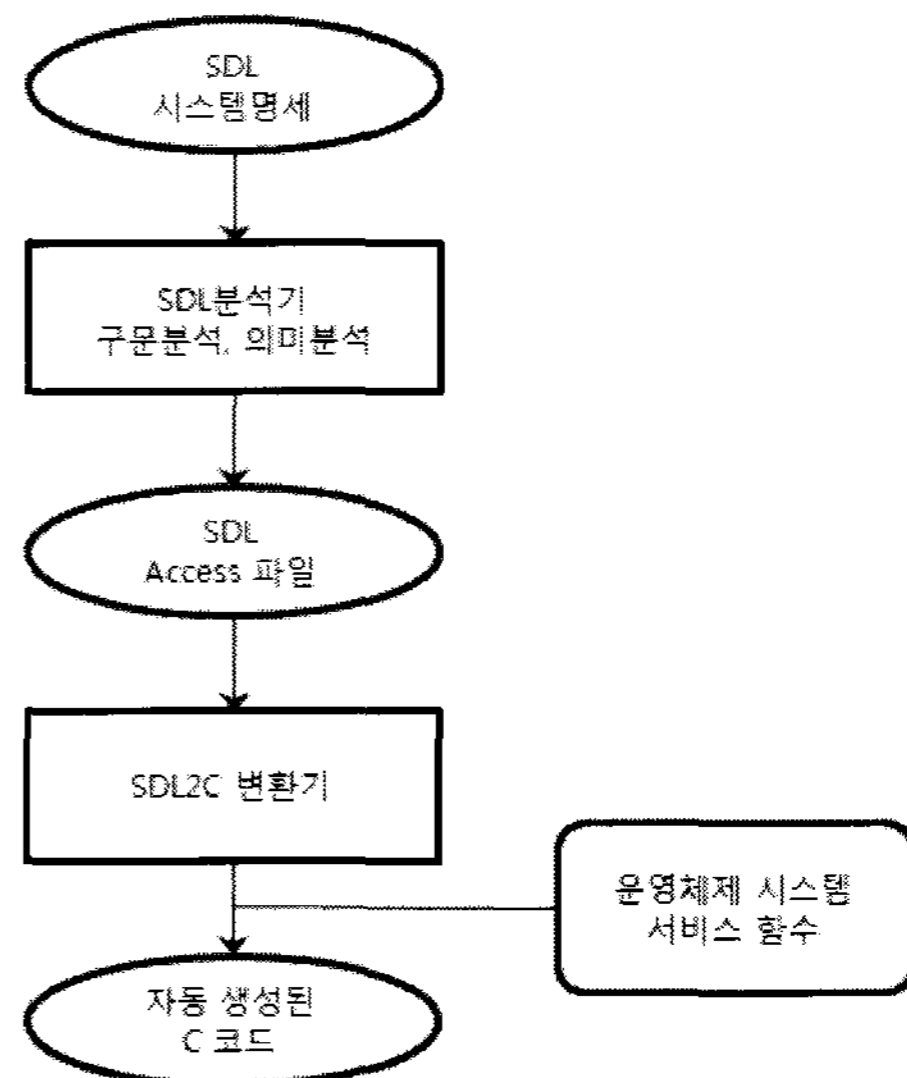 SDL
시스템명세
SDL분석기
구문분석, 의미분석
SDL
Access 파일
SDL2C 변환기
운영체제 시스템
서비스 함수
자동 생성된
C 코드